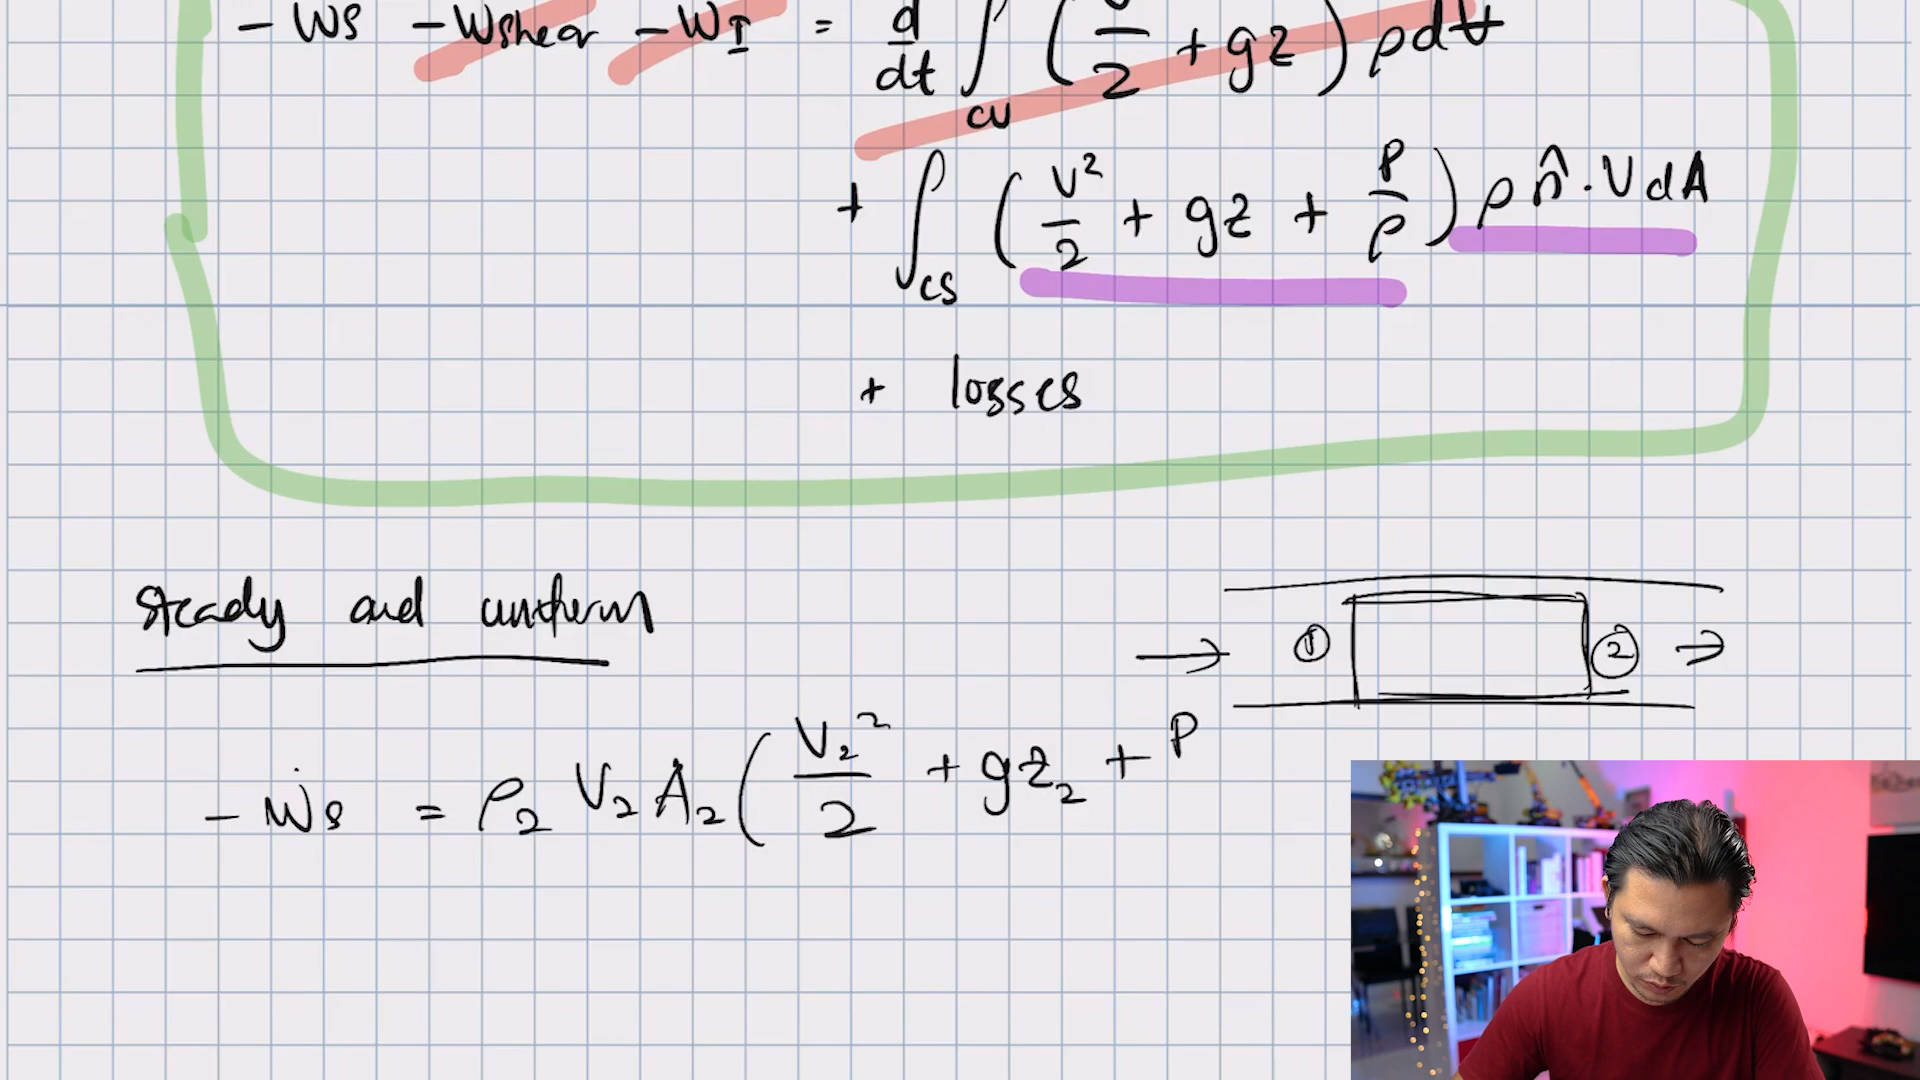 - Ws - Wshear - WI = d/dt ∫CV ( V/2 + gz ) ρ dV
+ ∫CS ( V²/2 + gz + P/ρ ) ρ n̂ · V dA
+ losses
steady and uniform
① ②
- Ẇs = ρ₂ V₂ A₂ ( V₂²/2 + gz₂ + P